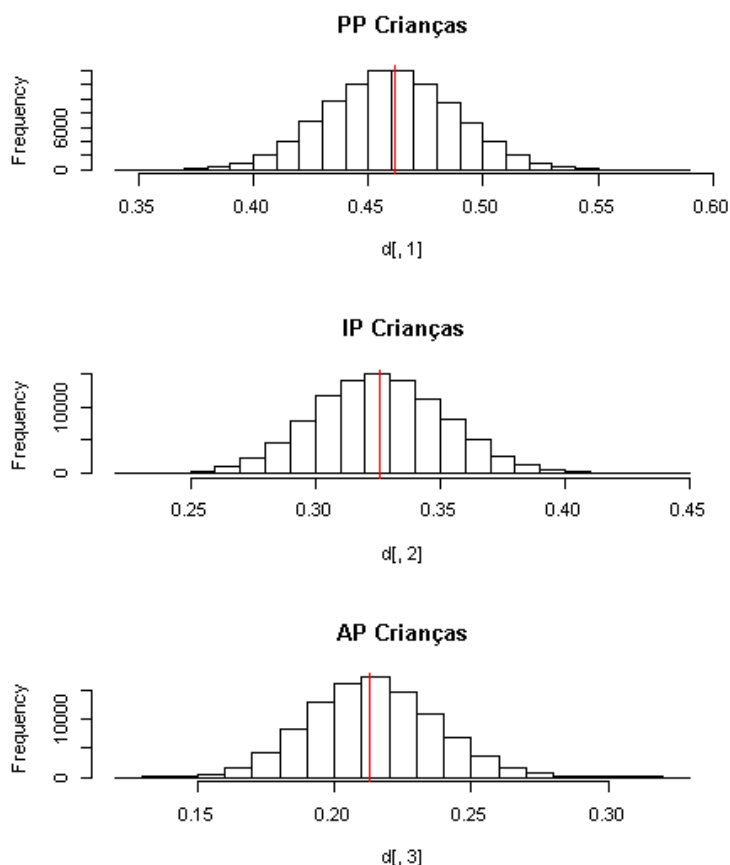 PP Crianças
Frequency
6000
0
0.35 0.40 0.45 0.50 0.55 0.60
d[, 1]
IP Crianças
Frequency
10000
0
0.25 0.30 0.35 0.40 0.45
d[, 2]
AP Crianças
Frequency
10000
0
0.15 0.20 0.25 0.30
d[, 3]